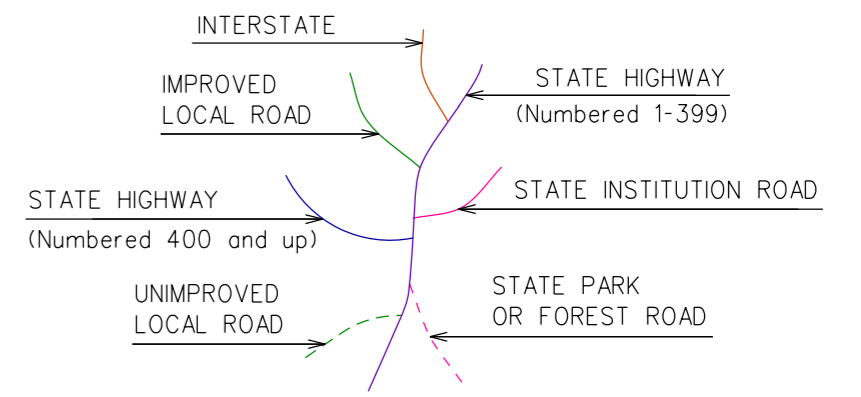 INTERSTATE
STATE HIGHWAY
(Numbered 1-399)
IMPROVED
LOCAL ROAD
STATE INSTITUTION ROAD
STATE HIGHWAY
(Numbered 400 and up)
STATE PARK
OR FOREST ROAD
UNIMPROVED
LOCAL ROAD